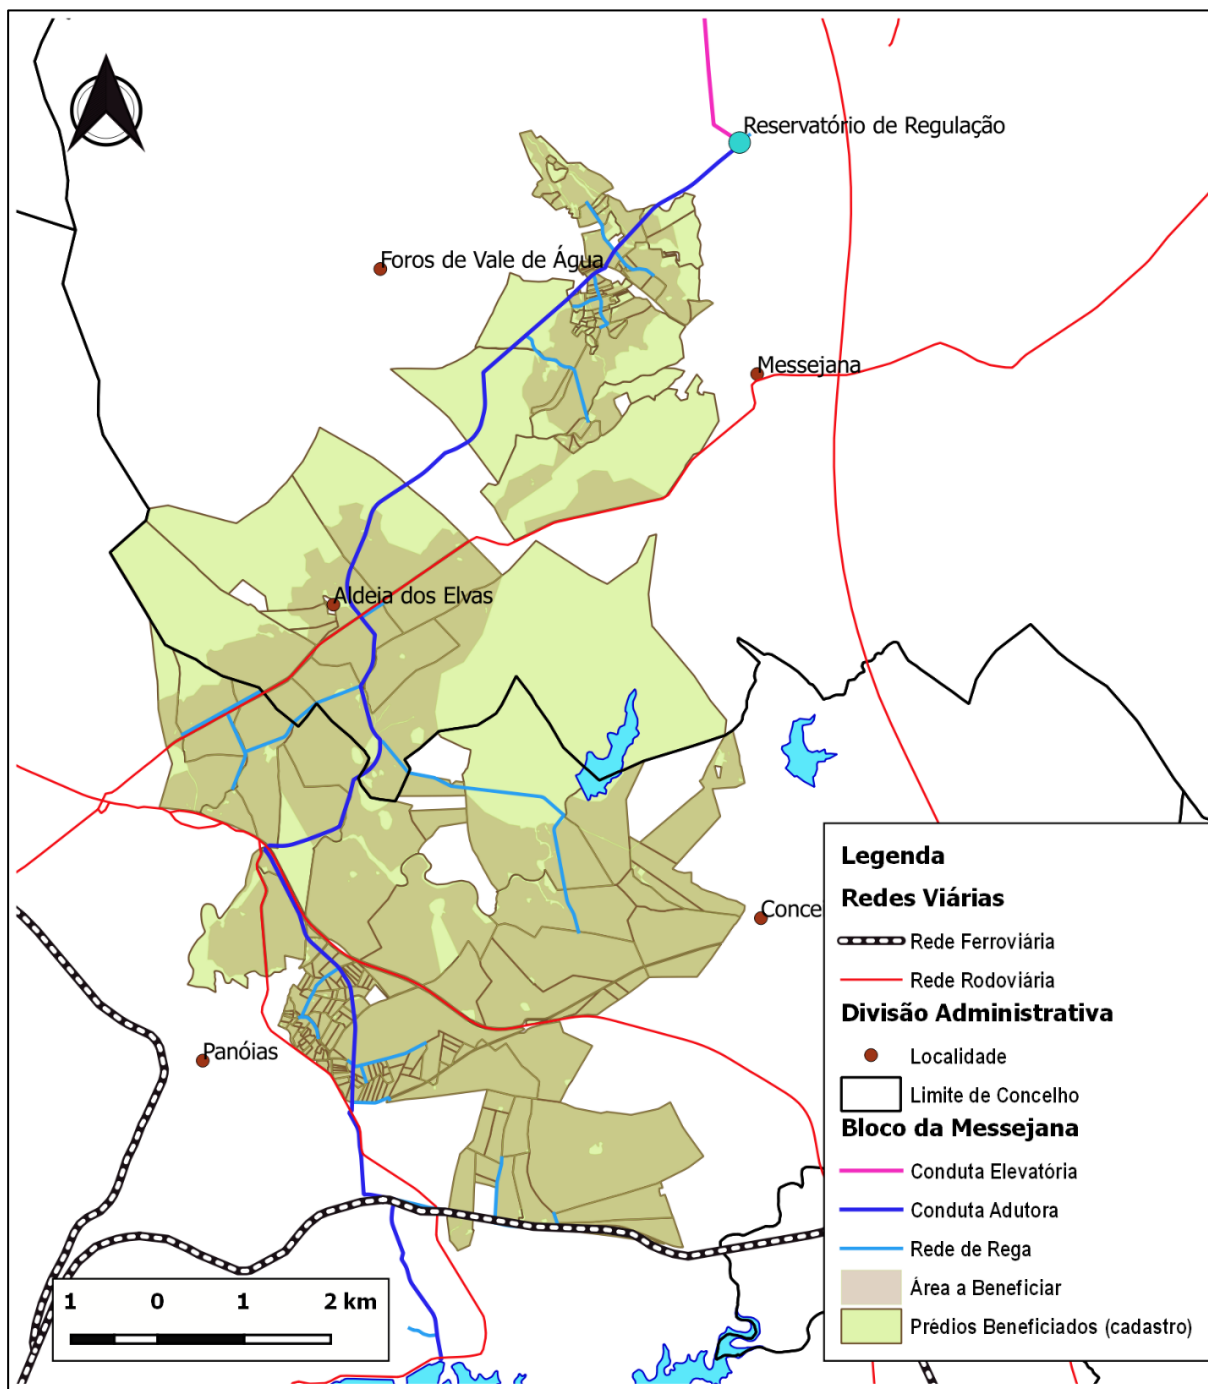 Reservatório de Regulação
Foros de Vale de Água
Messejana
Aldeia dos Elvas
Conce
Panóias
Legenda
Redes Viárias
Rede Ferroviária
Rede Rodoviária
Divisão Administrativa
Localidade
Limite de Concelho
Bloco da Messejana
Conduta Elevatória
Conduta Adutora
Rede de Rega
Área a Beneficiar
Prédios Beneficiados (cadastro)
1 0 1 2 km